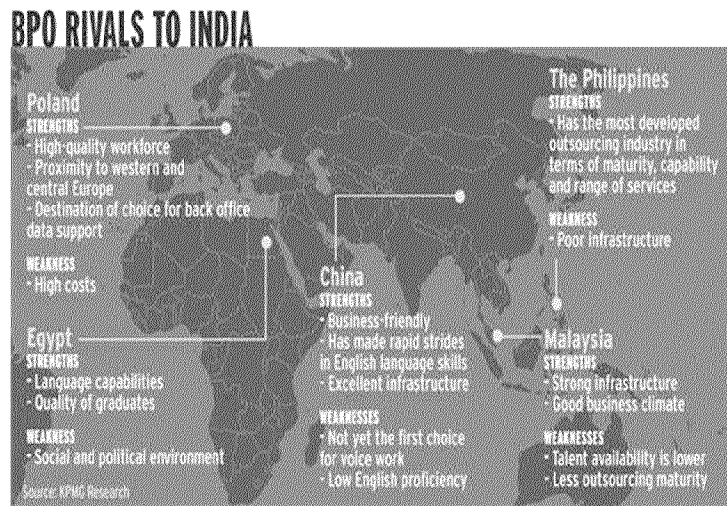 BPO RIVALS TO INDIA
Poland
STRENGTHS
- High-quality workforce
- Proximity to western and
central Europe
- Destination of choice for back office
data support
WEAKNESS
- High costs
Egypt
STRENGTHS
- Language capabilities
- Quality of graduates
WEAKNESS
- Social and political environment
Source: KPMG Research
China
STRENGTHS
- Business-friendly
- Has made rapid strides
in English language skills
- Excellent infrastructure
WEAKNESSES
- Not yet the first choice
for voice work
- Low English proficiency
The Philippines
STRENGTHS
- Has the most developed
outsourcing industry in
terms of maturity, capability
and range of services
WEAKNESS
- Poor infrastructure
Malaysia
STRENGTHS
- Strong infrastructure
- Good business climate
WEAKNESSES
- Talent availability is lower
- Less outsourcing maturity